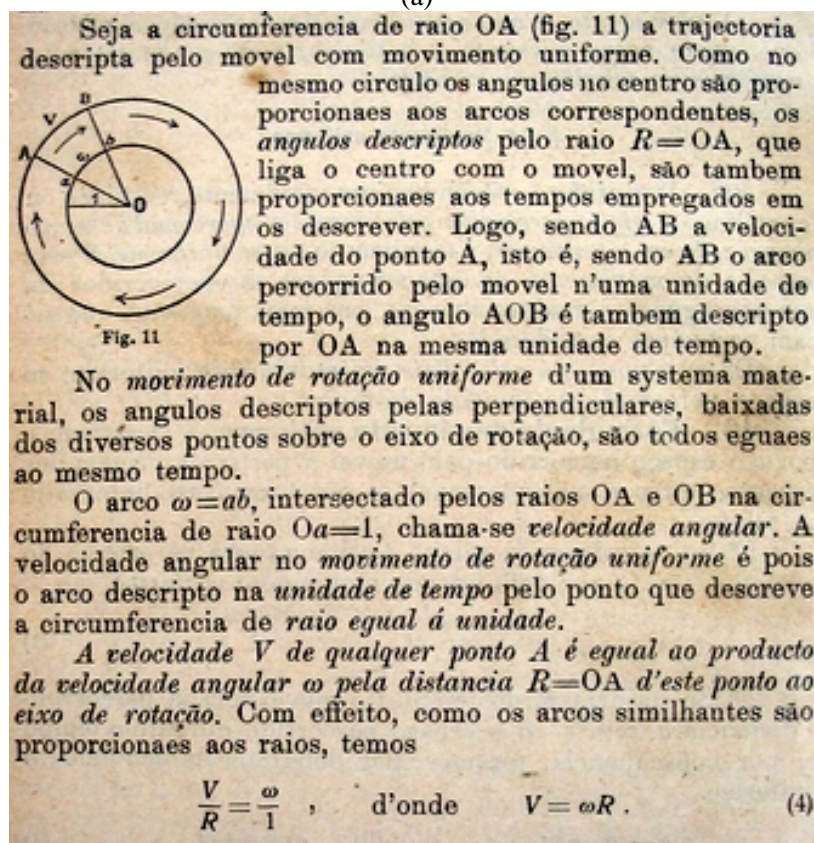 (a)
Seja a circumferencia de raio OA (fig. 11) a trajectoria
descripta pelo movel com movimento uniforme. Como no
mesmo circulo os angulos no centro são pro-
porcionaes aos arcos correspondentes, os
angulos descriptos pelo raio R=OA, que
liga o centro com o movel, são tambem
proporcionaes aos tempos empregados em
os descrever. Logo, sendo AB a veloci-
dade do ponto A, isto é, sendo AB o arco
percorrido pelo movel n'uma unidade de
tempo, o angulo AOB é tambem descripto
por OA na mesma unidade de tempo.
B
V
A
b
ω
a
1
O
Fig. 11
No movimento de rotação uniforme d'um systema mate-
rial, os angulos descriptos pelas perpendiculares, baixadas
dos diversos pontos sobre o eixo de rotação, são todos eguaes
ao mesmo tempo.
O arco ω=ab, intersectado pelos raios OA e OB na cir-
cumferencia de raio Oa=1, chama-se velocidade angular. A
velocidade angular no movimento de rotação uniforme é pois
o arco descripto na unidade de tempo pelo ponto que descreve
a circumferencia de raio egual á unidade.
A velocidade V de qualquer ponto A é egual ao producto
da velocidade angular ω pela distancia R=OA d'este ponto ao
eixo de rotação. Com effeito, como os arcos similhantes são
proporcionaes aos raios, temos
V/R = ω/1 , d'onde V = ωR . (4)